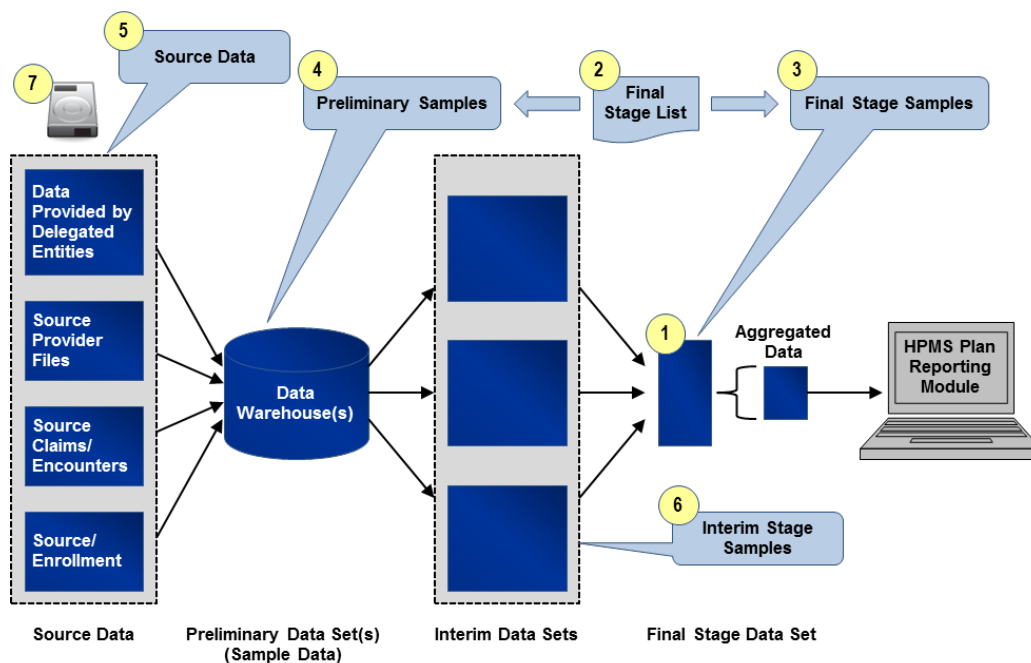 5
Source Data
7
4
Preliminary Samples
2
Final
Stage List
3
Final Stage Samples
Data
Provided by
Delegated
Entities
Source
Provider
Files
Source
Claims/
Encounters
Source/
Enrollment
Data
Warehouse(s)
1
Aggregated
Data
HPMS Plan
Reporting
Module
6
Interim Stage
Samples
Source Data
Preliminary Data Set(s)
(Sample Data)
Interim Data Sets
Final Stage Data Set